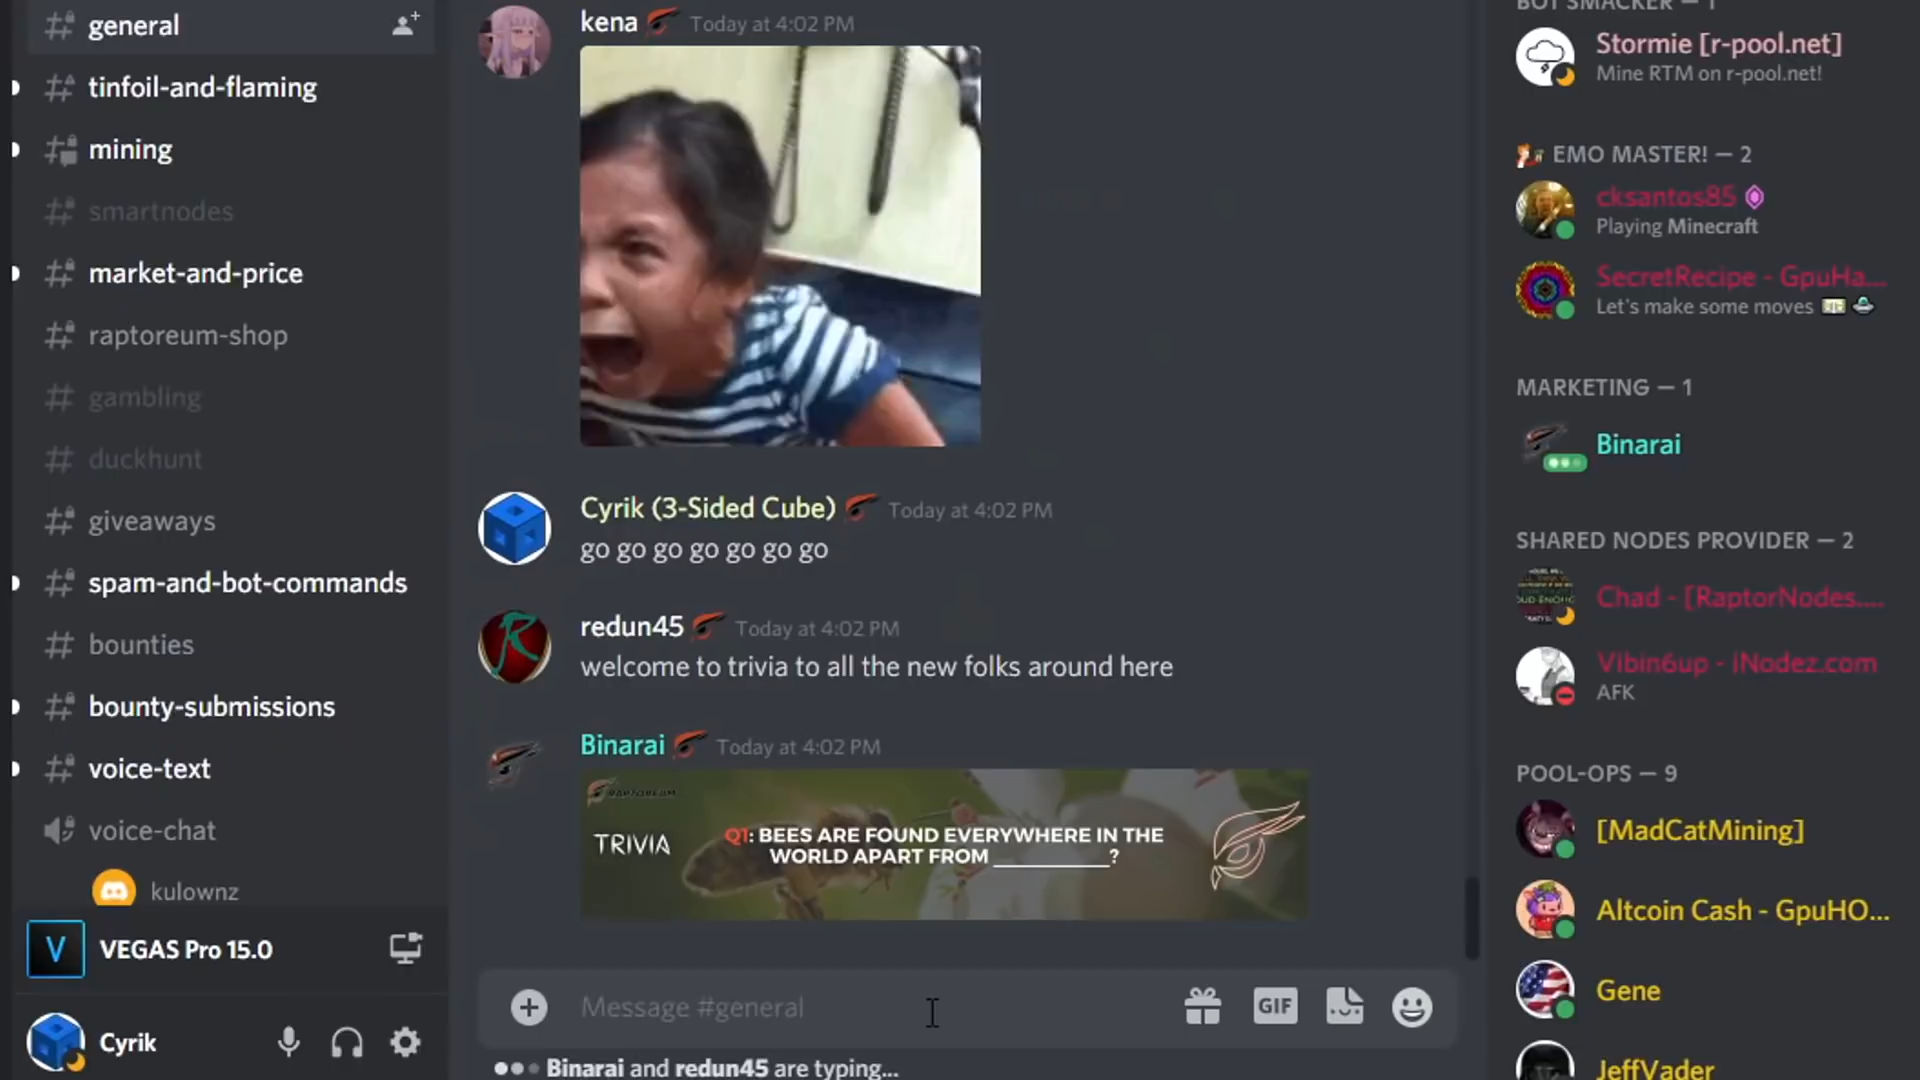 general
tinfoil-and-flaming
mining
smartnodes
market-and-price
raptoreum-shop
gambling
duckhunt
giveaways
spam-and-bot-commands
bounties
bounty-submissions
voice-text
voice-chat
kulownz
V
VEGAS Pro 15.0
Cyrik
kena Today at 4:02 PM
Cyrik (3-Sided Cube) Today at 4:02 PM
go go go go go go go
redun45 Today at 4:02 PM
welcome to trivia to all the new folks around here
Binarai Today at 4:02 PM
RAPTOREUM
TRIVIA
Q1: BEES ARE FOUND EVERYWHERE IN THE
WORLD APART FROM __________?
Message #general
GIF
Binarai and redun45 are typing...
BOT SMACKER — 1
Stormie [r-pool.net]
Mine RTM on r-pool.net!
EMO MASTER! — 2
cksantos85
Playing Minecraft
SecretRecipe - GpuHa...
Let's make some moves
MARKETING — 1
Binarai
SHARED NODES PROVIDER — 2
Chad - [RaptorNodes....
Vibin6up - iNodez.com
AFK
POOL-OPS — 9
[MadCatMining]
Altcoin Cash - GpuHO...
Gene
JeffVader